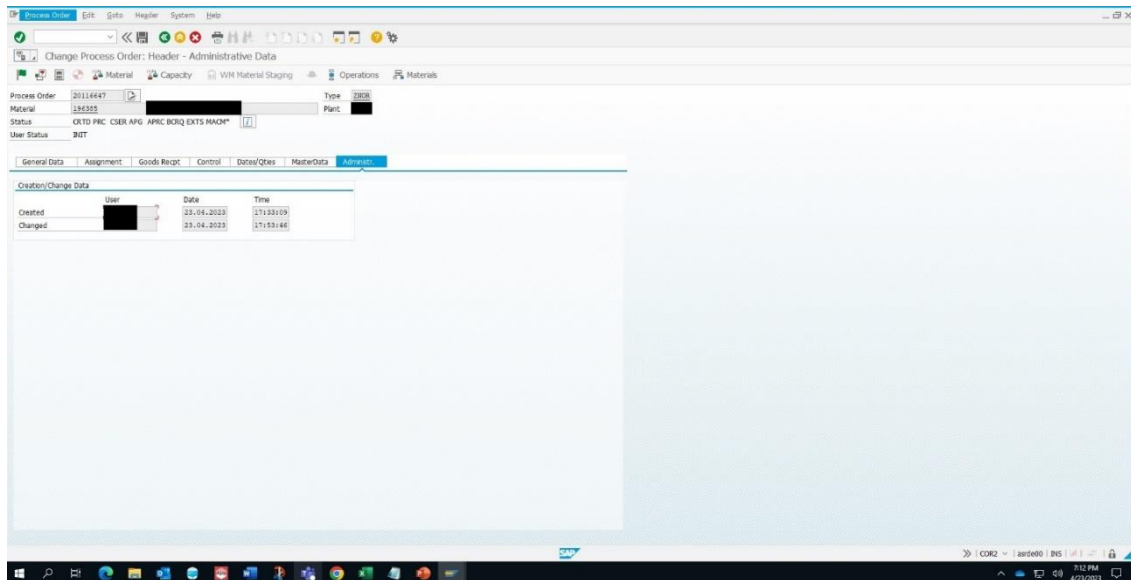 Process Order Edit Goto Header System Help
Change Process Order: Header - Administrative Data
Material Capacity WM Material Staging Operations Materials
Process Order 20116647 Type
Material 196385 Plant
Status CRTD PRC CSER APG APRC BCRQ EXTS MACM*
User Status INIT
General Data Assignment Goods Recpt Control Dates/Qties MasterData Administr.
Creation/Change Data
User Date Time
Created 23.04.2023 17:33:09
Changed 23.04.2023 17:53:46
SAP
COR2 asrde00 INS
7:12 PM
4/23/2023